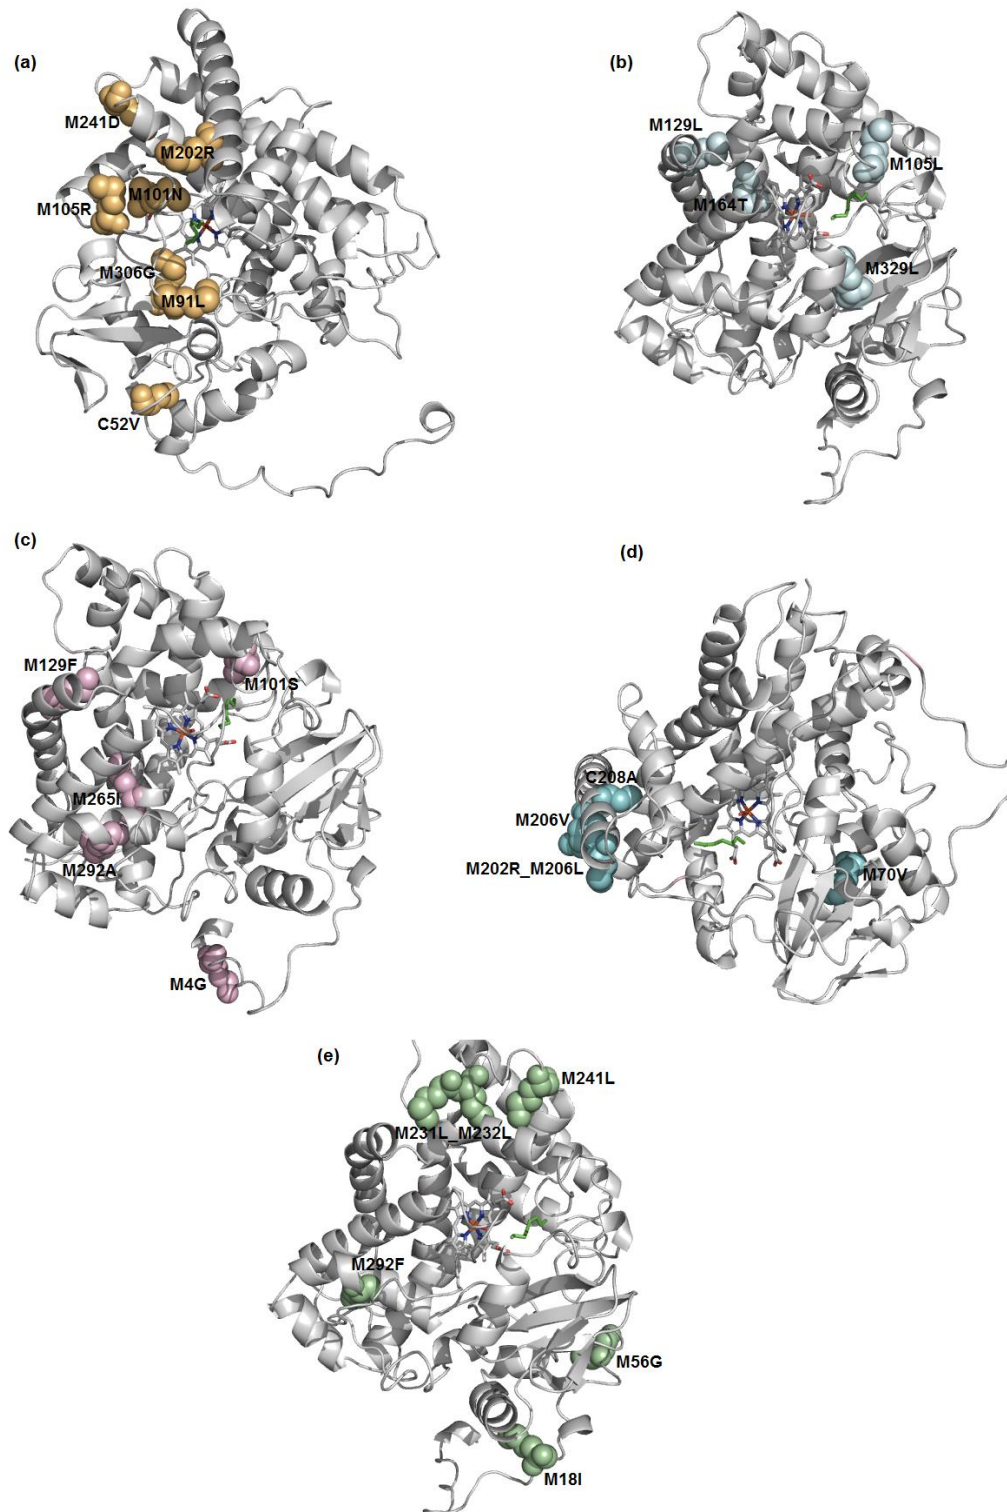 (a)
M241D
M202R
M101N
M105R
M306G
M91L
C52V
(b)
M129L
M105L
M164T
M329L
(c)
M129F
M101S
M265I
M292A
M4G
(d)
C208A
M206V
M202R_M206L
M70V
(e)
M241L
M231L_M232L
M292F
M56G
M18I